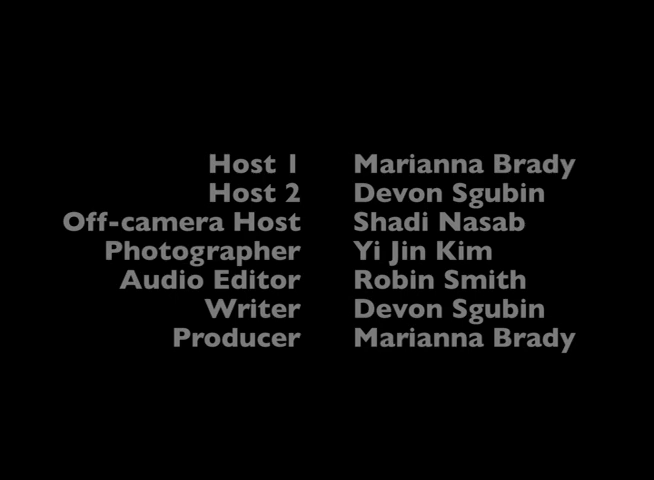 Host 1 Marianna Brady
Host 2 Devon Sgubin
Off-camera Host Shadi Nasab
Photographer Yi Jin Kim
Audio Editor Robin Smith
Writer Devon Sgubin
Producer Marianna Brady